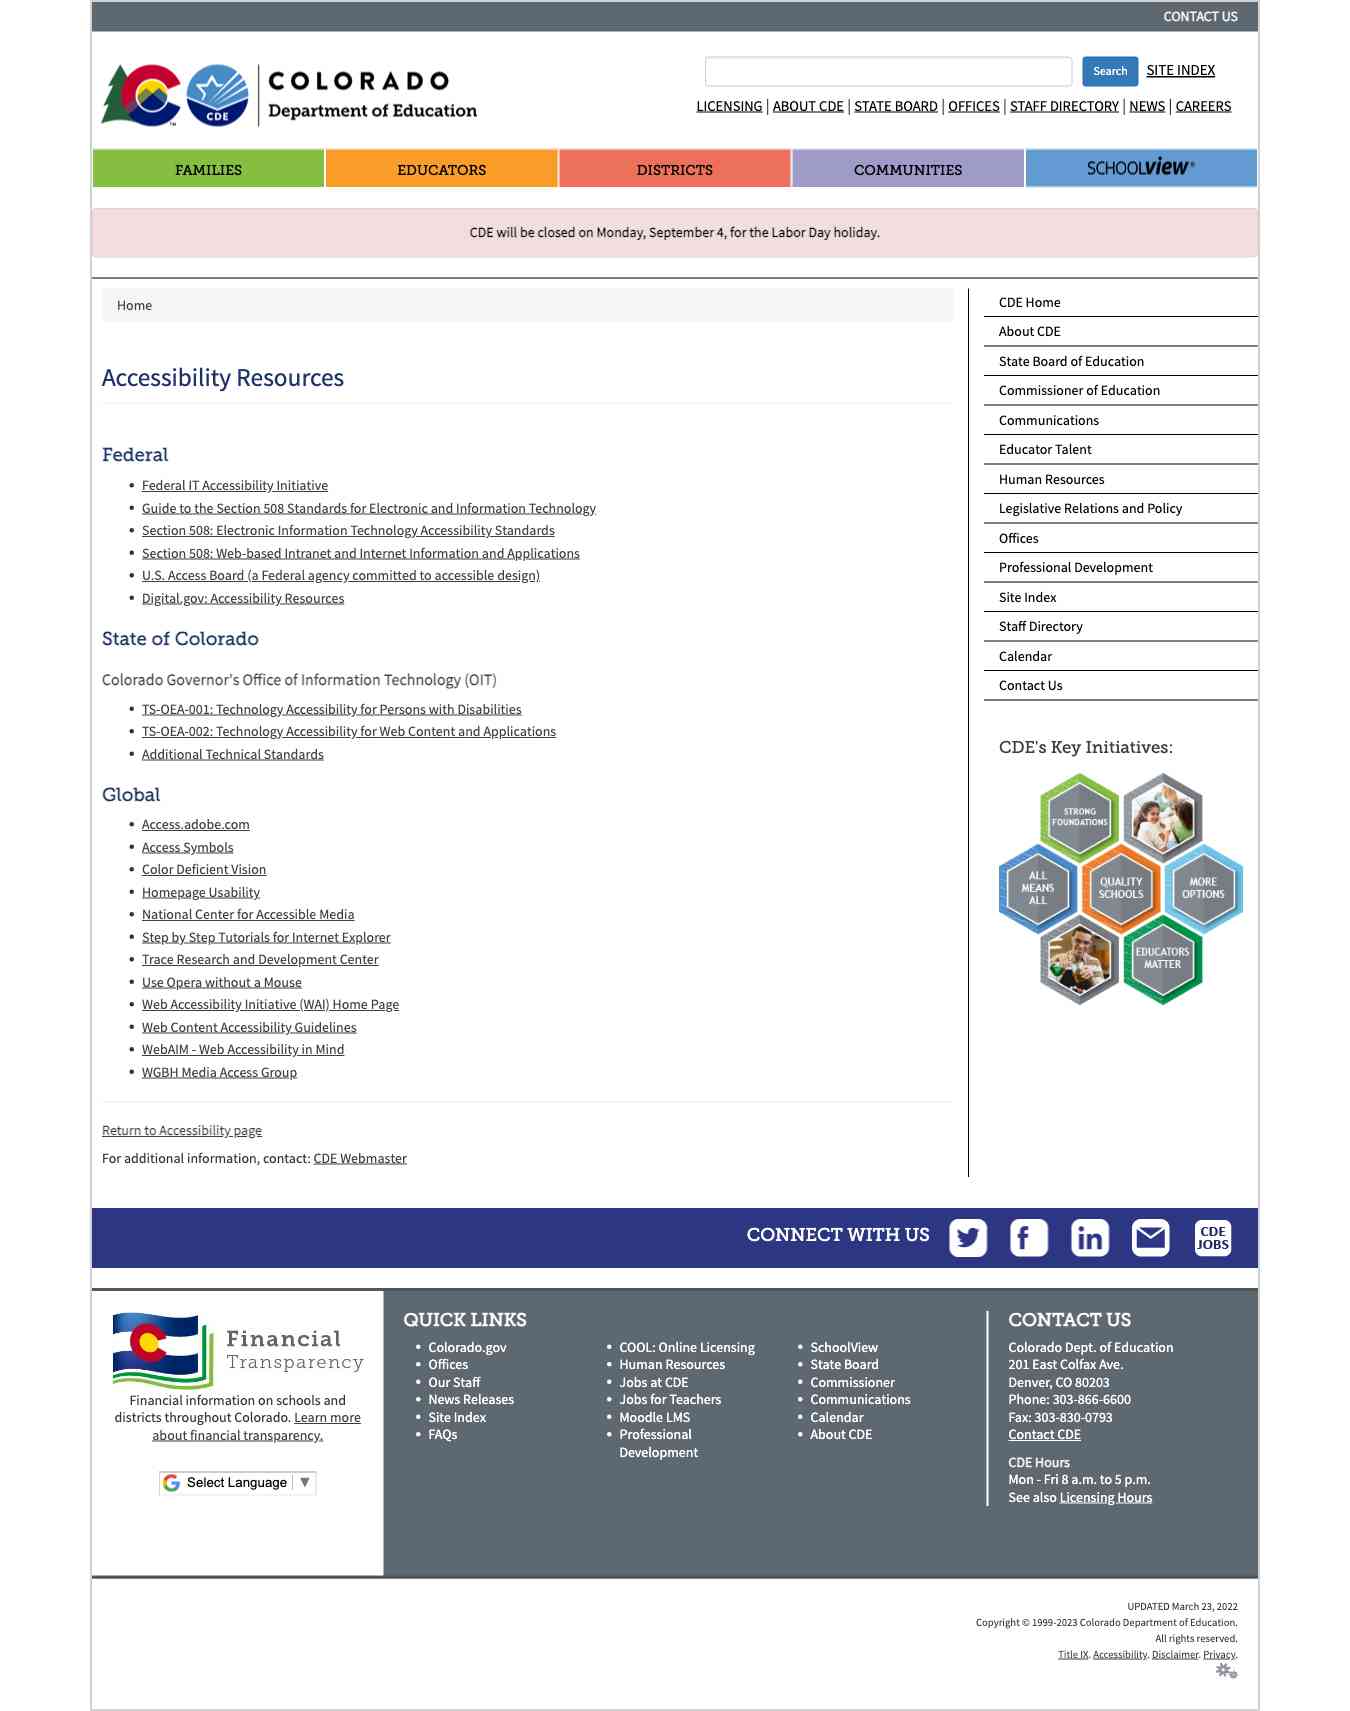 CONTACT US
COLORADO
Department of Education
CDE
TM
Search
SITE INDEX
LICENSING | ABOUT CDE | STATE BOARD | OFFICES | STAFF DIRECTORY | NEWS | CAREERS
FAMILIES
EDUCATORS
DISTRICTS
COMMUNITIES
SCHOOLVIEW®
CDE will be closed on Monday, September 4, for the Labor Day holiday.
Home
Accessibility Resources
Federal
Federal IT Accessibility Initiative
Guide to the Section 508 Standards for Electronic and Information Technology
Section 508: Electronic Information Technology Accessibility Standards
Section 508: Web-based Intranet and Internet Information and Applications
U.S. Access Board (a Federal agency committed to accessible design)
Digital.gov: Accessibility Resources
State of Colorado
Colorado Governor's Office of Information Technology (OIT)
TS-OEA-001: Technology Accessibility for Persons with Disabilities
TS-OEA-002: Technology Accessibility for Web Content and Applications
Additional Technical Standards
Global
Access.adobe.com
Access Symbols
Color Deficient Vision
Homepage Usability
National Center for Accessible Media
Step by Step Tutorials for Internet Explorer
Trace Research and Development Center
Use Opera without a Mouse
Web Accessibility Initiative (WAI) Home Page
Web Content Accessibility Guidelines
WebAIM - Web Accessibility in Mind
WGBH Media Access Group
Return to Accessibility page
For additional information, contact: CDE Webmaster
CDE Home
About CDE
State Board of Education
Commissioner of Education
Communications
Educator Talent
Human Resources
Legislative Relations and Policy
Offices
Professional Development
Site Index
Staff Directory
Calendar
Contact Us
CDE's Key Initiatives:
STRONG
FOUNDATIONS
ALL
MEANS
ALL
QUALITY
SCHOOLS
MORE
OPTIONS
EDUCATORS
MATTER
CONNECT WITH US
CDE
JOBS
Financial
Transparency
Financial information on schools and
districts throughout Colorado. Learn more
about financial transparency.
Select Language ▼
QUICK LINKS
Colorado.gov
Offices
Our Staff
News Releases
Site Index
FAQs
COOL: Online Licensing
Human Resources
Jobs at CDE
Jobs for Teachers
Moodle LMS
Professional
Development
SchoolView
State Board
Commissioner
Communications
Calendar
About CDE
CONTACT US
Colorado Dept. of Education
201 East Colfax Ave.
Denver, CO 80203
Phone: 303-866-6600
Fax: 303-830-0793
Contact CDE
CDE Hours
Mon - Fri 8 a.m. to 5 p.m.
See also Licensing Hours
UPDATED March 23, 2022
Copyright © 1999-2023 Colorado Department of Education.
All rights reserved.
Title IX. Accessibility. Disclaimer. Privacy.